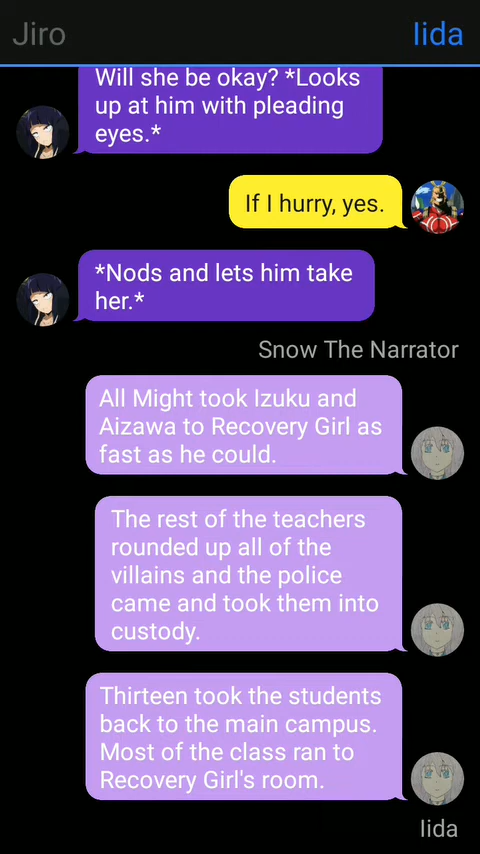 Jiro
Iida
Will she be okay? *Looks
up at him with pleading
eyes.*
If I hurry, yes.
*Nods and lets him take
her.*
Snow The Narrator
All Might took Izuku and
Aizawa to Recovery Girl as
fast as he could.
The rest of the teachers
rounded up all of the
villains and the police
came and took them into
custody.
Thirteen took the students
back to the main campus.
Most of the class ran to
Recovery Girl's room.
Iida